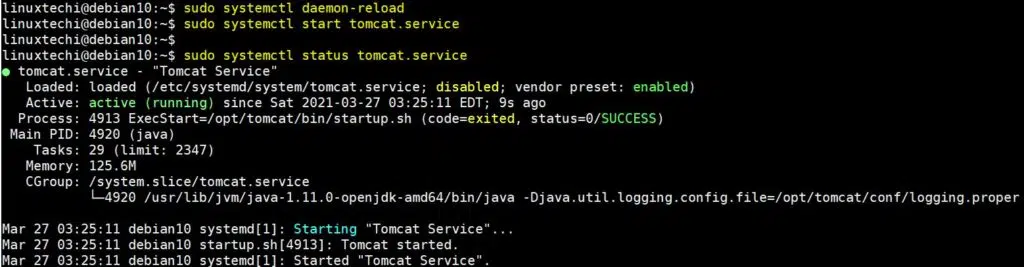 linuxtechi@debian10:~$ sudo systemctl daemon-reload
linuxtechi@debian10:~$ sudo systemctl start tomcat.service
linuxtechi@debian10:~$
linuxtechi@debian10:~$ sudo systemctl status tomcat.service
● tomcat.service - "Tomcat Service"
Loaded: loaded (/etc/systemd/system/tomcat.service; disabled; vendor preset: enabled)
Active: active (running) since Sat 2021-03-27 03:25:11 EDT; 9s ago
Process: 4913 ExecStart=/opt/tomcat/bin/startup.sh (code=exited, status=0/SUCCESS)
Main PID: 4920 (java)
Tasks: 29 (limit: 2347)
Memory: 125.6M
CGroup: /system.slice/tomcat.service
└─4920 /usr/lib/jvm/java-1.11.0-openjdk-amd64/bin/java -Djava.util.logging.config.file=/opt/tomcat/conf/logging.proper
Mar 27 03:25:11 debian10 systemd[1]: Starting "Tomcat Service"...
Mar 27 03:25:11 debian10 startup.sh[4913]: Tomcat started.
Mar 27 03:25:11 debian10 systemd[1]: Started "Tomcat Service".